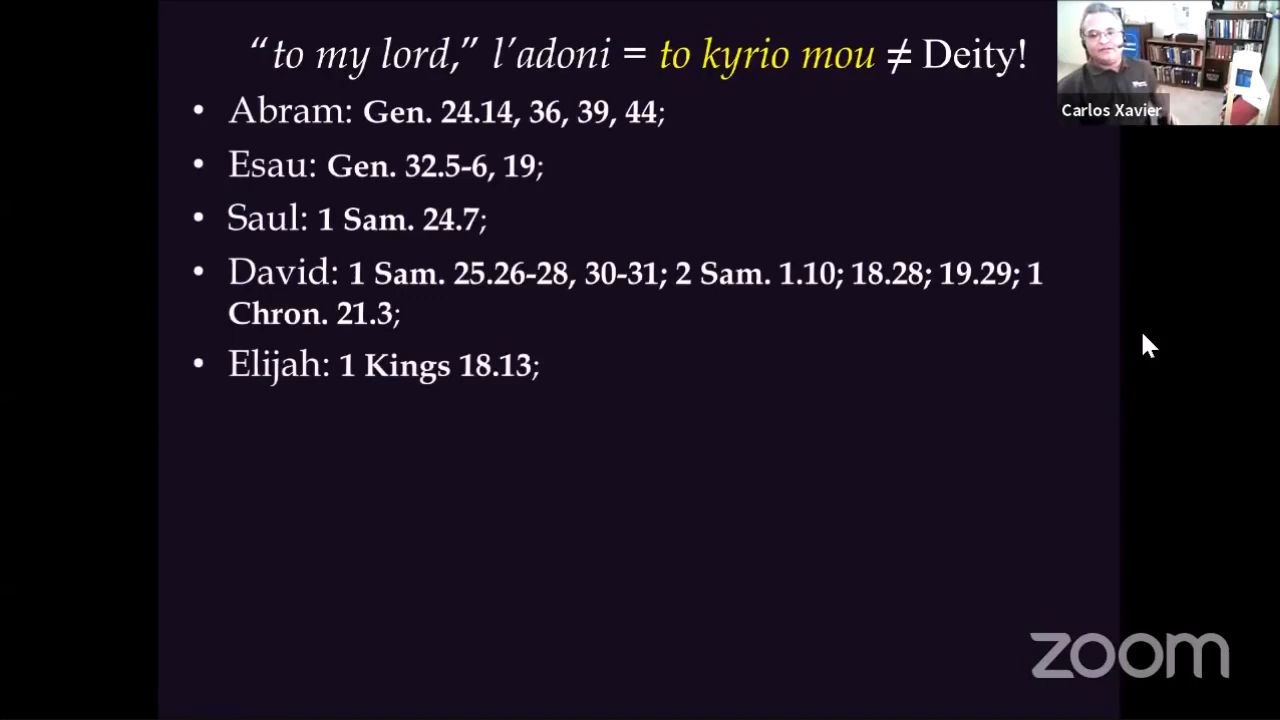 “to my lord,” l’adoni = to kyrio mou ≠ Deity!
• Abram: Gen. 24.14, 36, 39, 44;
• Esau: Gen. 32.5-6, 19;
• Saul: 1 Sam. 24.7;
• David: 1 Sam. 25.26-28, 30-31; 2 Sam. 1.10; 18.28; 19.29; 1
Chron. 21.3;
• Elijah: 1 Kings 18.13;
Carlos Xavier
zoom